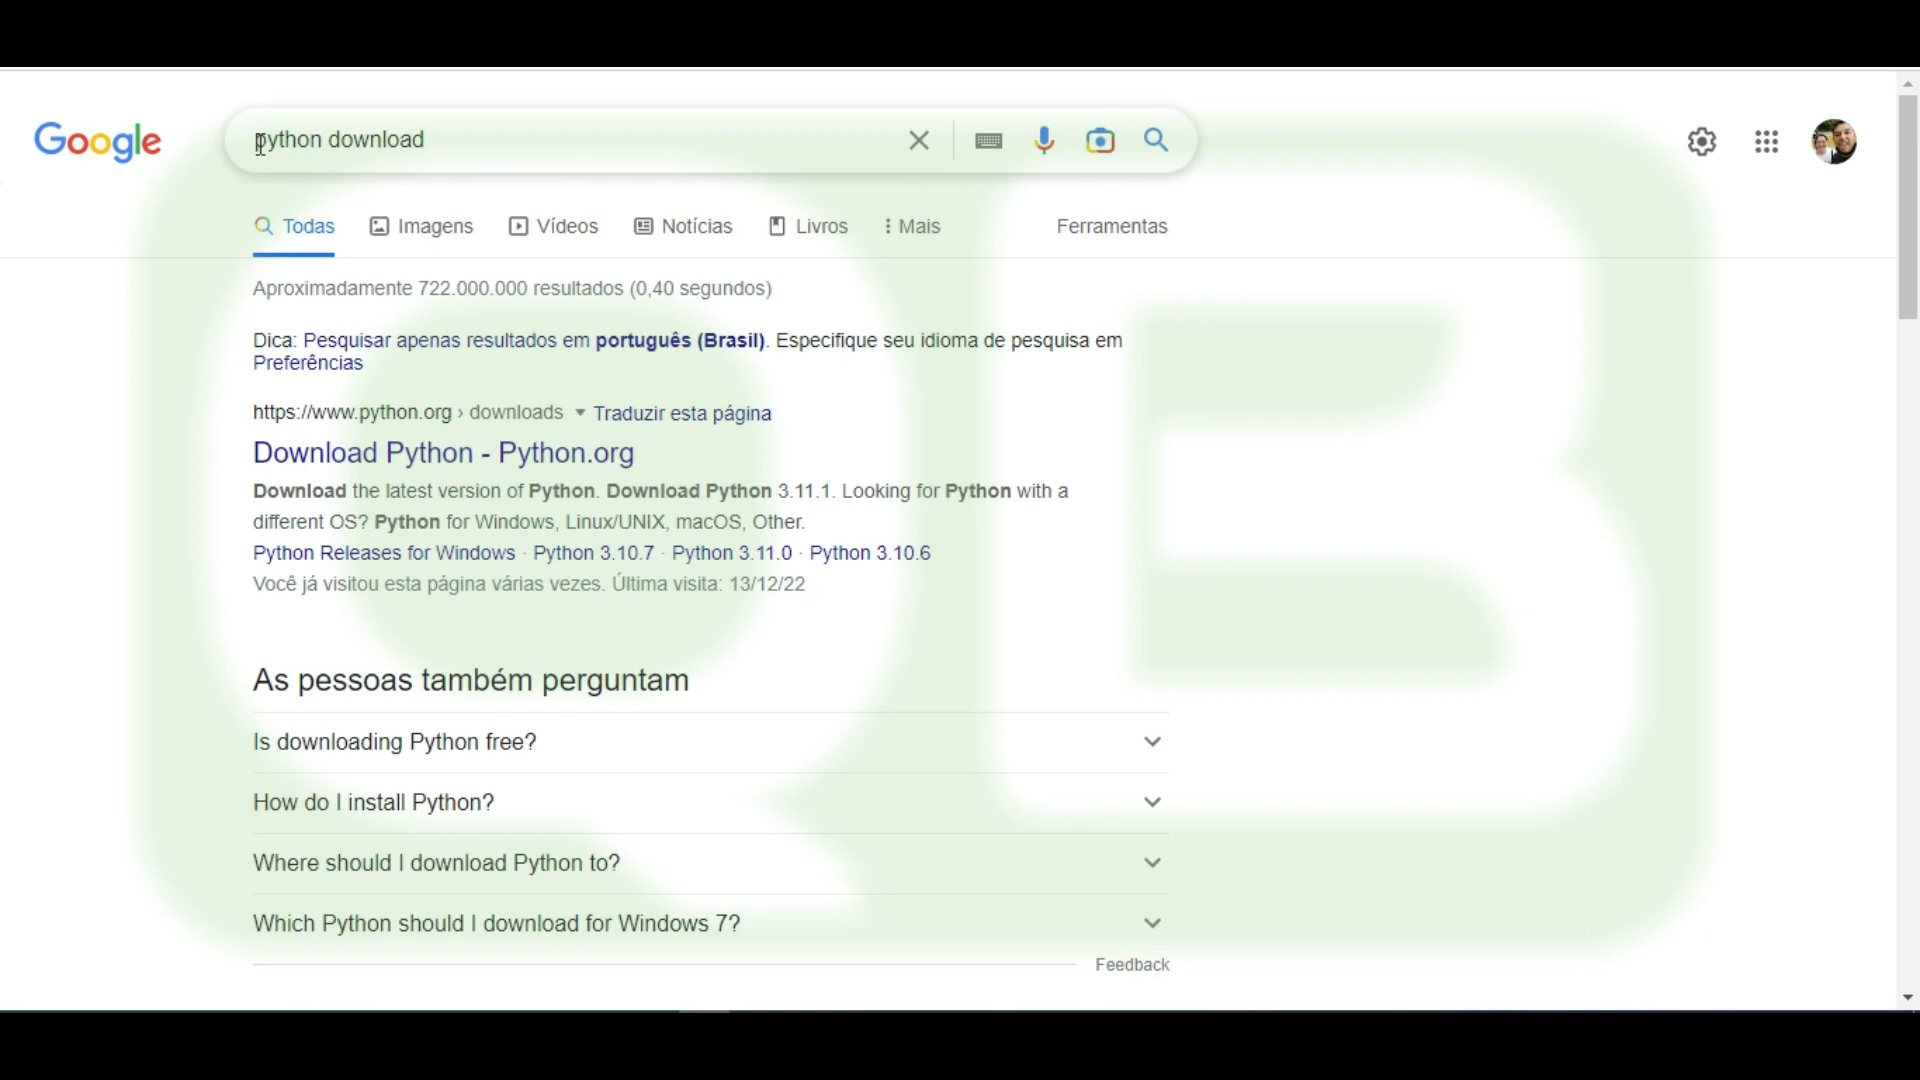 Google
python download
Todas Imagens Vídeos Notícias Livros Mais Ferramentas
Aproximadamente 722.000.000 resultados (0,40 segundos)
Dica: Pesquisar apenas resultados em português (Brasil). Especifique seu idioma de pesquisa em
Preferências
https://www.python.org › downloads Traduzir esta página
Download Python - Python.org
Download the latest version of Python. Download Python 3.11.1. Looking for Python with a
different OS? Python for Windows, Linux/UNIX, macOS, Other.
Python Releases for Windows · Python 3.10.7 · Python 3.11.0 · Python 3.10.6
Você já visitou esta página várias vezes. Última visita: 13/12/22
As pessoas também perguntam
Is downloading Python free?
How do I install Python?
Where should I download Python to?
Which Python should I download for Windows 7?
Feedback